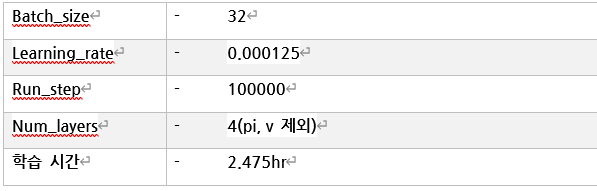 Batch_size - 32
Learning_rate - 0.000125
Run_step - 100000
Num_layers - 4(pi, v 제외)
학습 시간 - 2.475hr